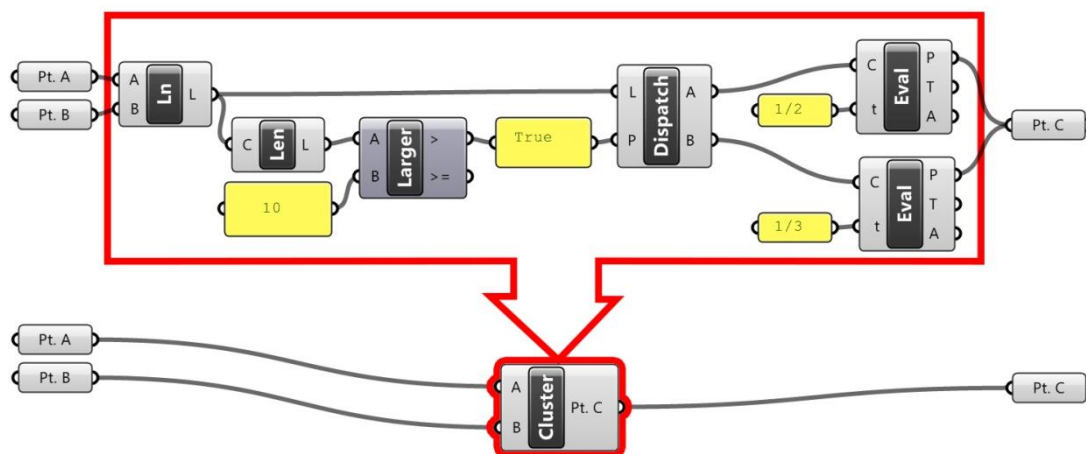 Pt. A
Pt. B
A
B
Ln
L
C
Len
L
10
A
B
Larger
>
>=
True
L
P
Dispatch
A
B
1/2
C
t
Eval
P
T
A
1/3
C
t
Eval
P
T
A
Pt. C
Pt. A
Pt. B
A
B
Cluster
Pt. C
Pt. C